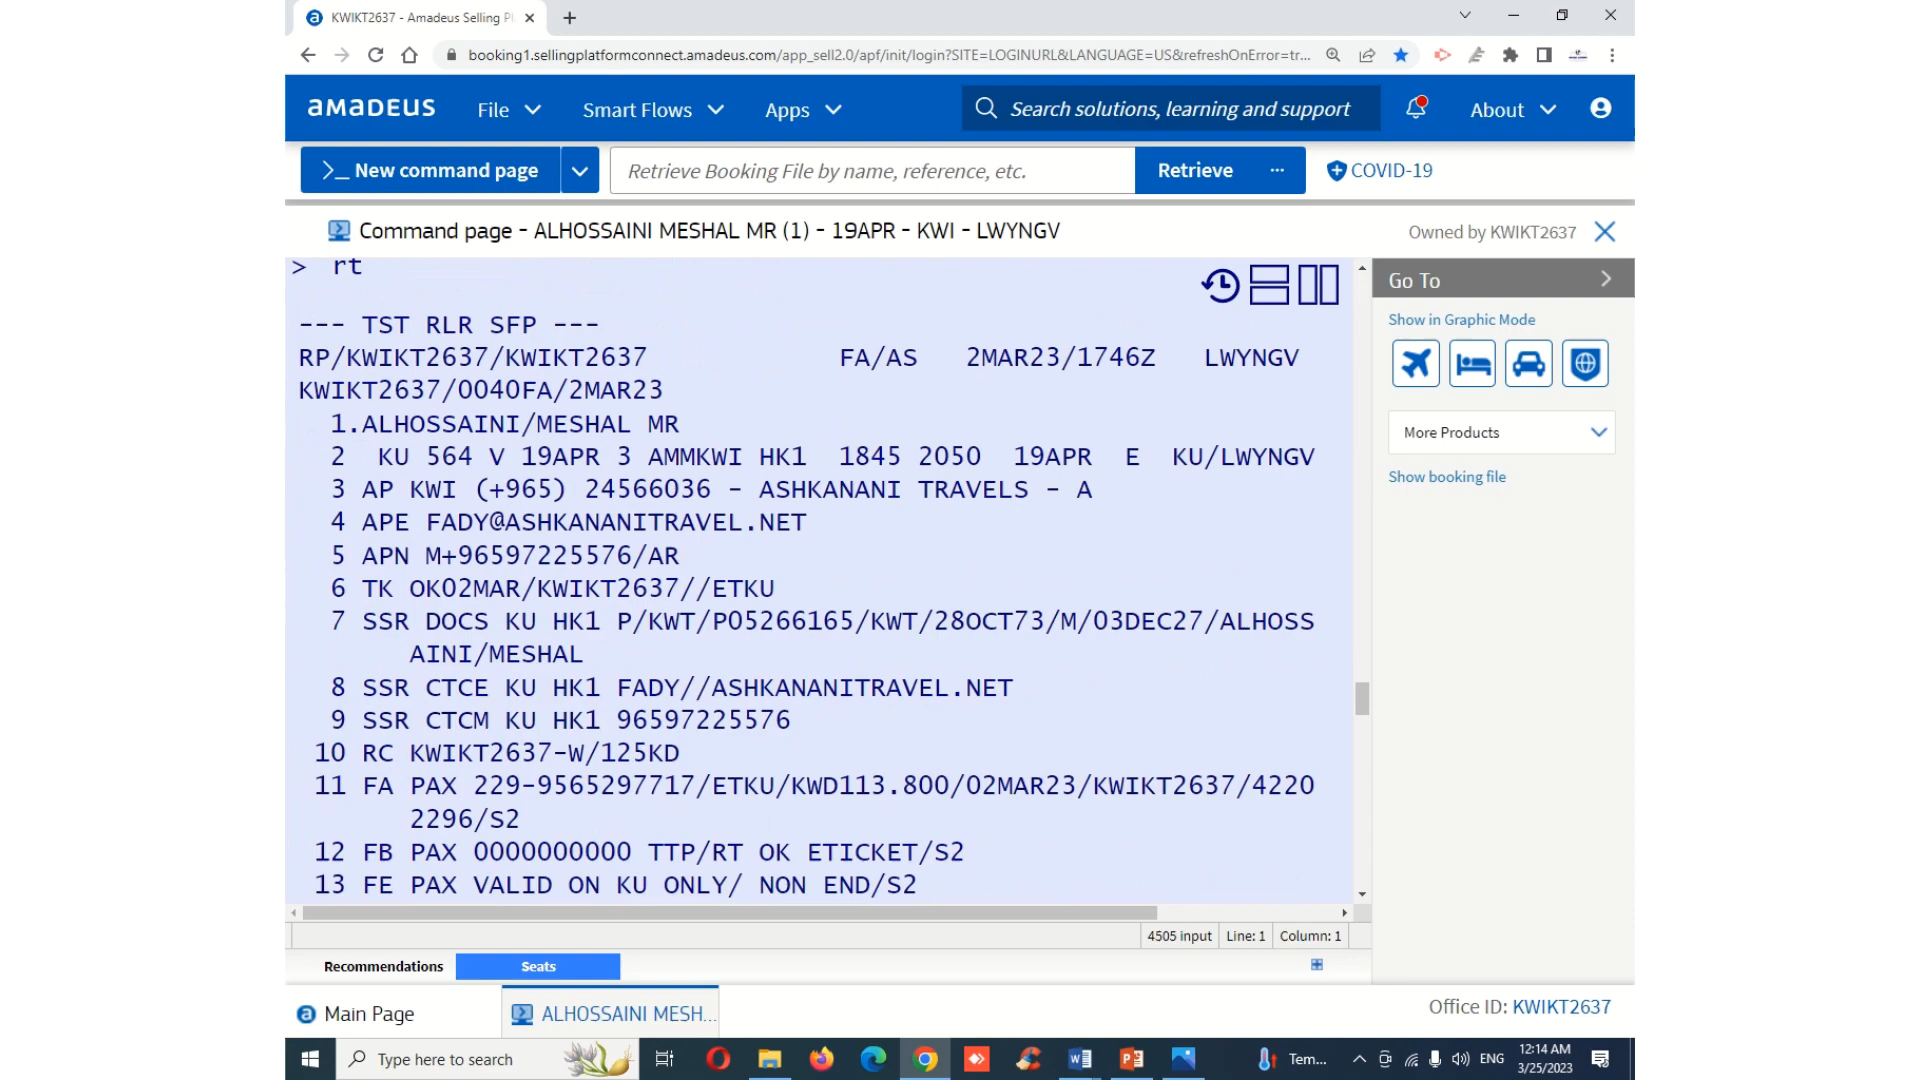 KWIKT2637 - Amadeus Selling Pl
booking1.sellingplatformconnect.amadeus.com/app_sell2.0/apf/init/login?SITE=LOGINURL&LANGUAGE=US&refreshOnError=tr...
amadeus
File
Smart Flows
Apps
Search solutions, learning and support
About
New command page
Retrieve Booking File by name, reference, etc.
Retrieve
COVID-19
Command page - ALHOSSAINI MESHAL MR (1) - 19APR - KWI - LWYNGV
Owned by KWIKT2637
> rt
--- TST RLR SFP ---
RP/KWIKT2637/KWIKT2637 FA/AS 2MAR23/1746Z LWYNGV
KWIKT2637/0040FA/2MAR23
1.ALHOSSAINI/MESHAL MR
2 KU 564 V 19APR 3 AMMKWI HK1 1845 2050 19APR E KU/LWYNGV
3 AP KWI (+965) 24566036 - ASHKANANI TRAVELS - A
4 APE FADY@ASHKANANITRAVEL.NET
5 APN M+96597225576/AR
6 TK OK02MAR/KWIKT2637//ETKU
7 SSR DOCS KU HK1 P/KWT/P05266165/KWT/28OCT73/M/03DEC27/ALHOSS
AINI/MESHAL
8 SSR CTCE KU HK1 FADY//ASHKANANITRAVEL.NET
9 SSR CTCM KU HK1 96597225576
10 RC KWIKT2637-W/125KD
11 FA PAX 229-9565297717/ETKU/KWD113.800/02MAR23/KWIKT2637/4220
2296/S2
12 FB PAX 0000000000 TTP/RT OK ETICKET/S2
13 FE PAX VALID ON KU ONLY/ NON END/S2
Go To
Show in Graphic Mode
More Products
Show booking file
4505 input
Line: 1
Column: 1
Recommendations
Seats
Main Page
ALHOSSAINI MESH...
Office ID: KWIKT2637
Type here to search
Tem...
ENG
12:14 AM
3/25/2023